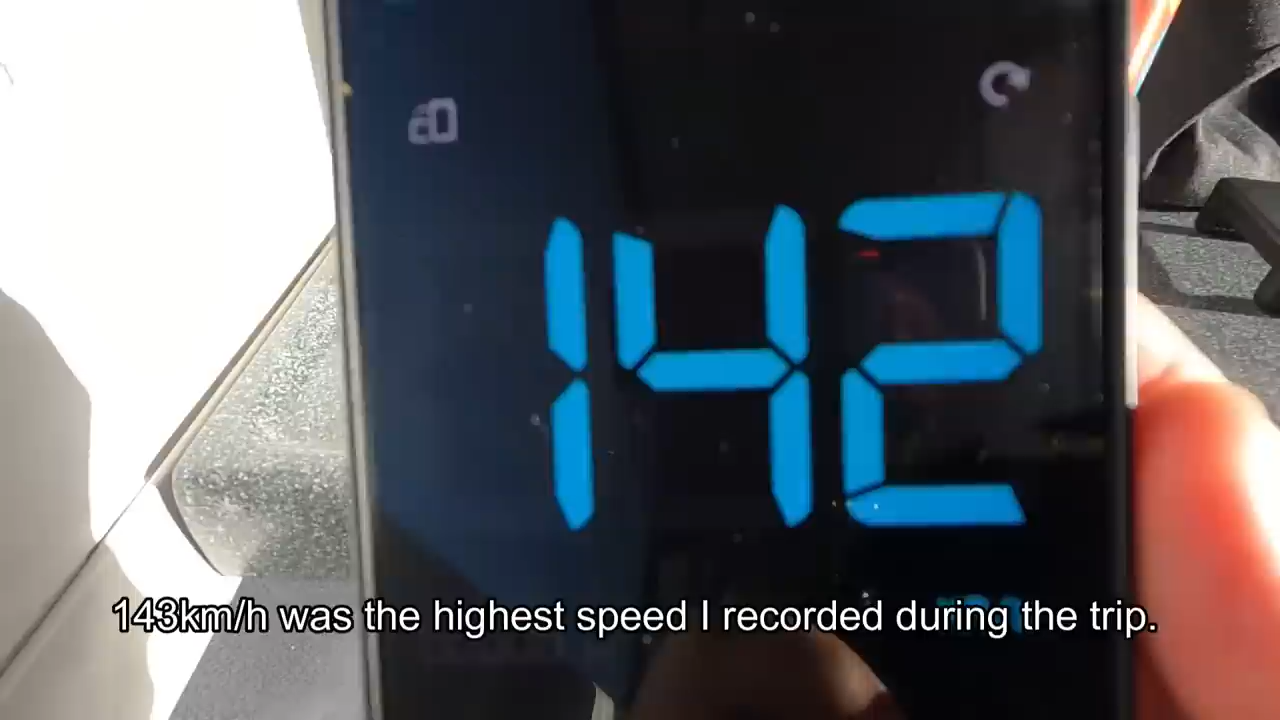 142
143km/h was the highest speed I recorded during the trip.